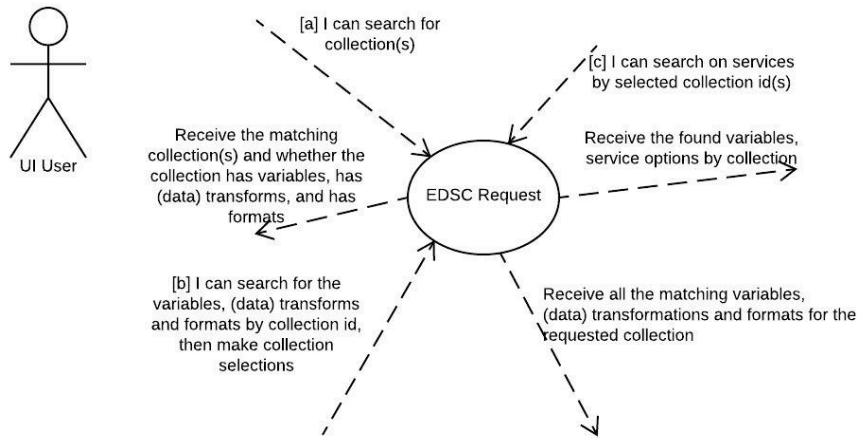 [a] I can search for
collection(s)
[c] I can search on services
by selected collection id(s)
UI User
Receive the matching
collection(s) and whether the
collection has variables, has
(data) transforms, and has
formats
Receive the found variables,
service options by collection
EDSC Request
[b] I can search for the
variables, (data) transforms
and formats by collection id,
then make collection
selections
Receive all the matching variables,
(data) transformations and formats for the
requested collection